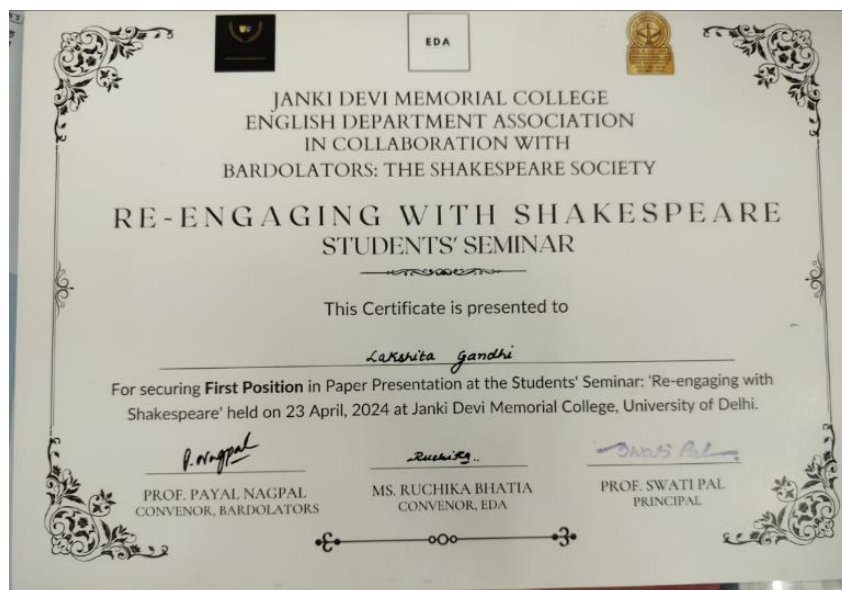 EDA
JANKI DEVI MEMORIAL COLLEGE
ENGLISH DEPARTMENT ASSOCIATION
IN COLLABORATION WITH
BARDOLATORS: THE SHAKESPEARE SOCIETY
RE-ENGAGING WITH SHAKESPEARE
STUDENTS' SEMINAR
This Certificate is presented to
Lakshita Gandhi
For securing First Position in Paper Presentation at the Students' Seminar: 'Re-engaging with
Shakespeare' held on 23 April, 2024 at Janki Devi Memorial College, University of Delhi.
P. Nagpal Ruchika Swati Pal
PROF. PAYAL NAGPAL MS. RUCHIKA BHATIA PROF. SWATI PAL
CONVENOR, BARDOLATORS CONVENOR, EDA PRINCIPAL